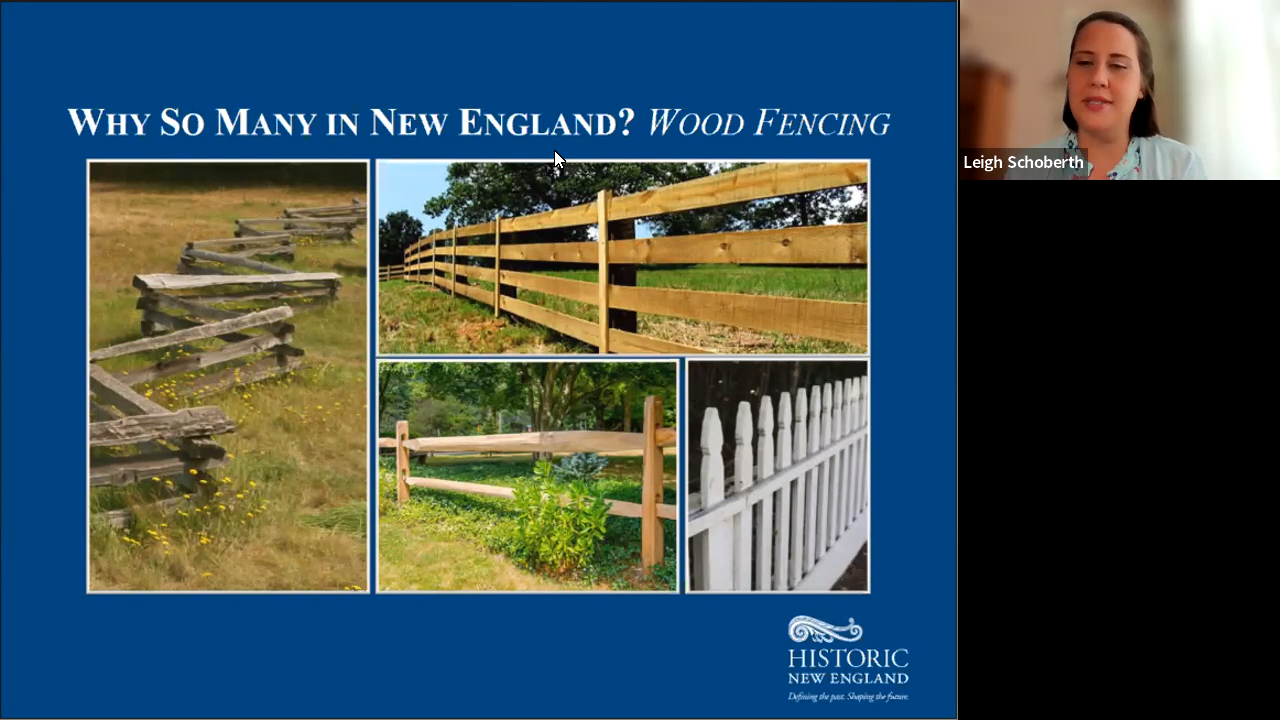 WHY SO MANY IN NEW ENGLAND? WOOD FENCING
Leigh Schoberth
HISTORIC
NEW ENGLAND
Defining the past. Shaping the future.